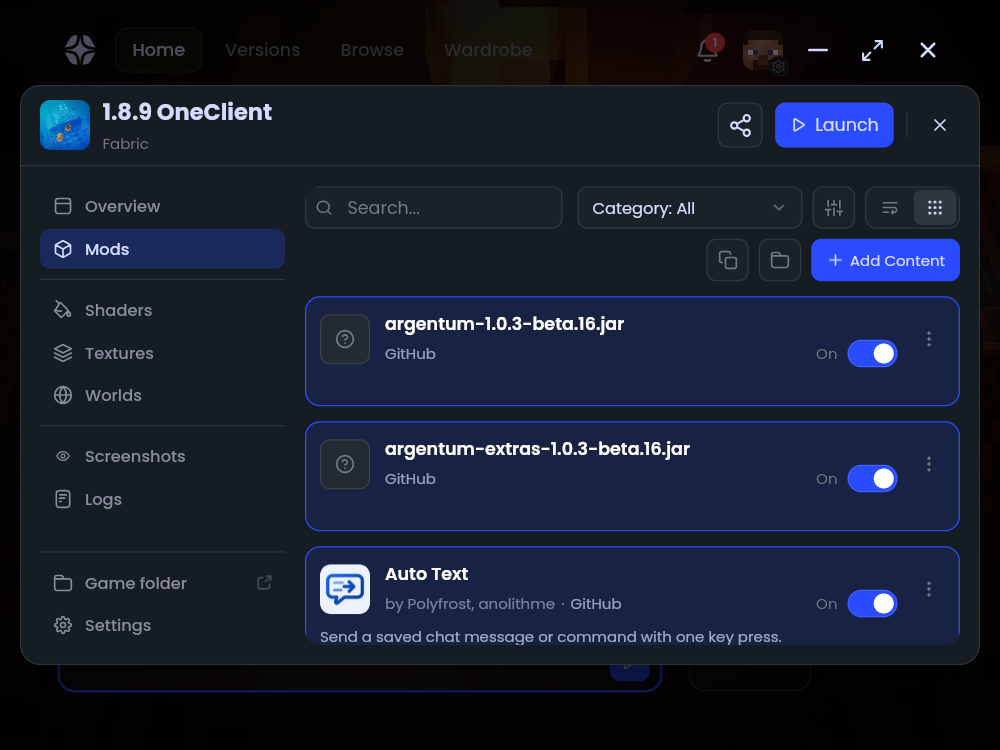 Home
Versions
Browse
Wardrobe
1
1.8.9 OneClient
Fabric
Launch
Overview
Mods
Shaders
Textures
Worlds
Screenshots
Logs
Game folder
Settings
Search...
Category: All
Add Content
argentum-1.0.3-beta.16.jar
GitHub
On
argentum-extras-1.0.3-beta.16.jar
GitHub
On
Auto Text
by Polyfrost, anolithme · GitHub
On
Send a saved chat message or command with one key press.